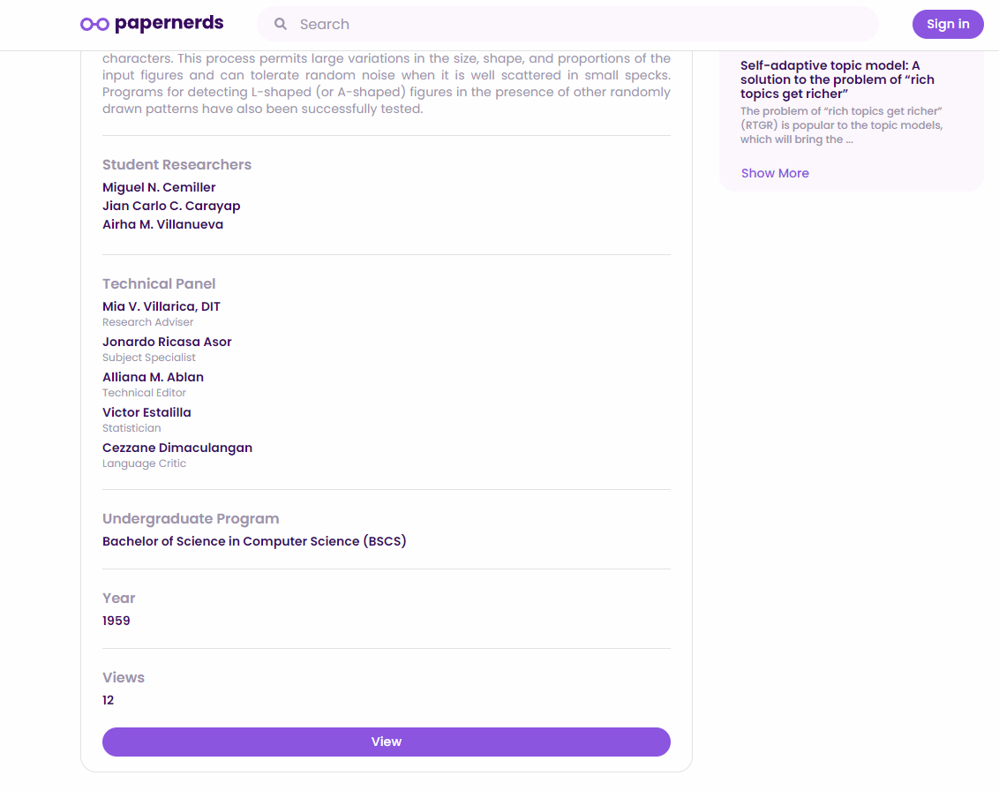 papernerds
Search
Sign in
characters. This process permits large variations in the size, shape, and proportions of the
input figures and can tolerate random noise when it is well scattered in small specks.
Programs for detecting L-shaped (or A-shaped) figures in the presence of other randomly
drawn patterns have also been successfully tested.
Student Researchers
Miguel N. Cemiller
Jian Carlo C. Carayap
Airha M. Villanueva
Technical Panel
Mia V. Villarica, DIT
Research Adviser
Jonardo Ricasa Asor
Subject Specialist
Alliana M. Ablan
Technical Editor
Victor Estalilla
Statistician
Cezzane Dimaculangan
Language Critic
Undergraduate Program
Bachelor of Science in Computer Science (BSCS)
Year
1959
Views
12
View
Self-adaptive topic model: A
solution to the problem of “rich
topics get richer”
The problem of “rich topics get richer”
(RTGR) is popular to the topic models,
which will bring the ...
Show More